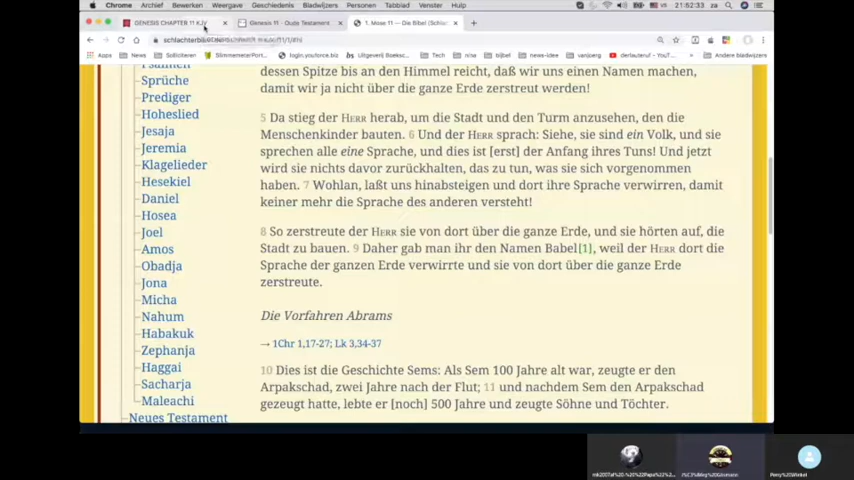 Chrome Archief Bewerken Weergave Geschiedenis Bladwijzers Personen Tabblad Venster Help
za 21:52:33
GENESIS CHAPTER 11 KJV
Genesis 11 - Oude Testament
1. Mose 11 — Die Bibel (Schlac
Apps News login.yousforce.biz Uitgeverij Boekstu... nina bijbel news-idee vanjoerg derlauteruf - YouT... Andere bladwijzers
Psalmen
Sprüche
Prediger
Hoheslied
Jesaja
Jeremia
Klagelieder
Hesekiel
Daniel
Hosea
Joel
Amos
Obadja
Jona
Micha
Nahum
Habakuk
Zephanja
Haggai
Sacharja
Maleachi
Neues Testament
dessen Spitze bis an den Himmel reicht, daß wir uns einen Namen machen,
damit wir ja nicht über die ganze Erde zerstreut werden!
5 Da stieg der HERR herab, um die Stadt und den Turm anzusehen, den die
Menschenkinder bauten. 6 Und der HERR sprach: Siehe, sie sind ein Volk, und sie
sprechen alle eine Sprache, und dies ist [erst] der Anfang ihres Tuns! Und jetzt
wird sie nichts davor zurückhalten, das zu tun, was sie sich vorgenommen
haben. 7 Wohlan, laßt uns hinabsteigen und dort ihre Sprache verwirren, damit
keiner mehr die Sprache des anderen versteht!
8 So zerstreute der HERR sie von dort über die ganze Erde, und sie hörten auf, die
Stadt zu bauen. 9 Daher gab man ihr den Namen Babel[1], weil der HERR dort die
Sprache der ganzen Erde verwirrte und sie von dort über die ganze Erde
zerstreute.
Die Vorfahren Abrams
→ 1Chr 1,17-27; Lk 3,34-37
10 Dies ist die Geschichte Sems: Als Sem 100 Jahre alt war, zeugte er den
Arpakschad, zwei Jahre nach der Flut; 11 und nachdem Sem den Arpakschad
gezeugt hatte, lebte er [noch] 500 Jahre und zeugte Söhne und Töchter.